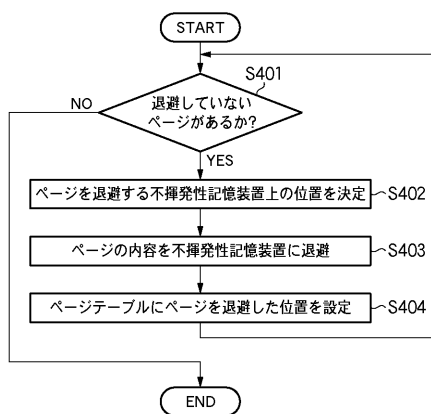 START
S401
退避していない
ページがあるか?
NO
YES
ページを退避する不揮発性記憶装置上の位置を決定
S402
ページの内容を不揮発性記憶装置に退避
S403
ページテーブルにページを退避した位置を設定
S404
END